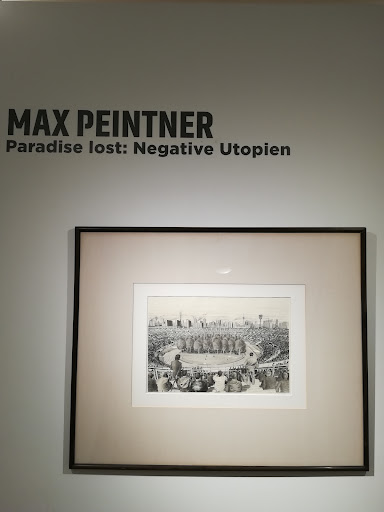 MAX PEINTNER
Paradise lost: Negative Utopien